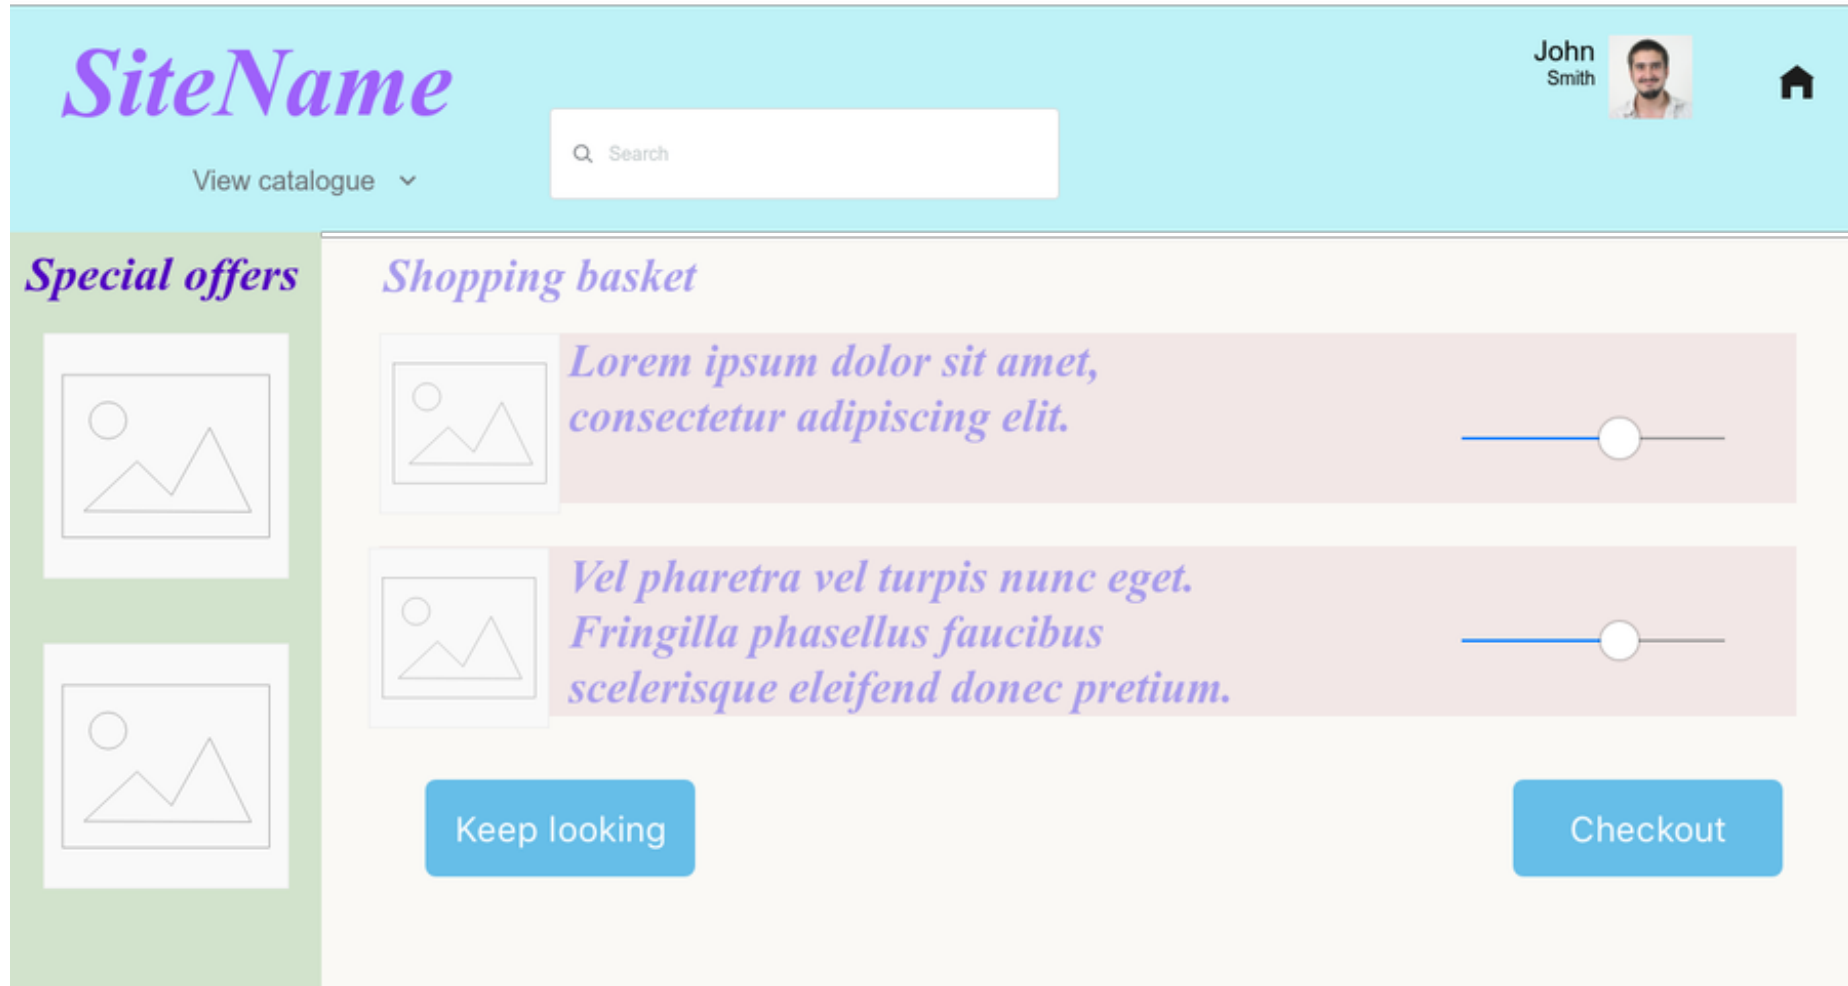 SiteName
John
Smith
Search
View catalogue
Special offers
Shopping basket
Lorem ipsum dolor sit amet,
consectetur adipiscing elit.
Vel pharetra vel turpis nunc eget.
Fringilla phasellus faucibus
scelerisque eleifend donec pretium.
Keep looking
Checkout